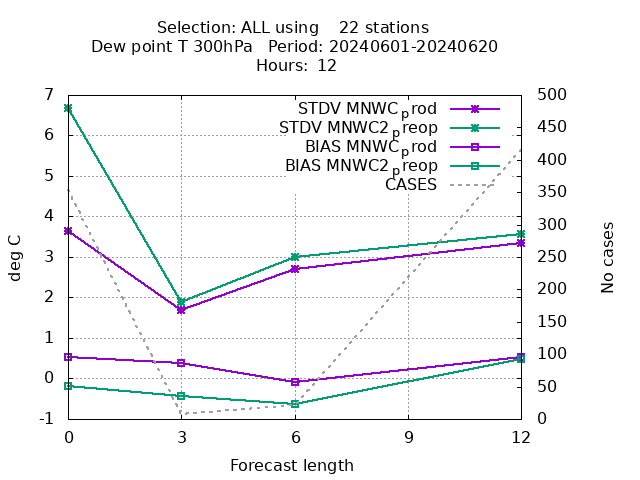 Selection: ALL using    22 stations
Dew point T 300hPa   Period: 20240601-20240620
Hours: 12
STDV MNWC_prod
STDV MNWC2_preop
BIAS MNWC_prod
BIAS MNWC2_preop
CASES
7
6
5
4
3
2
1
0
-1
deg C
500
450
400
350
300
250
200
150
100
50
0
No cases
0 3 6 9 12
Forecast length